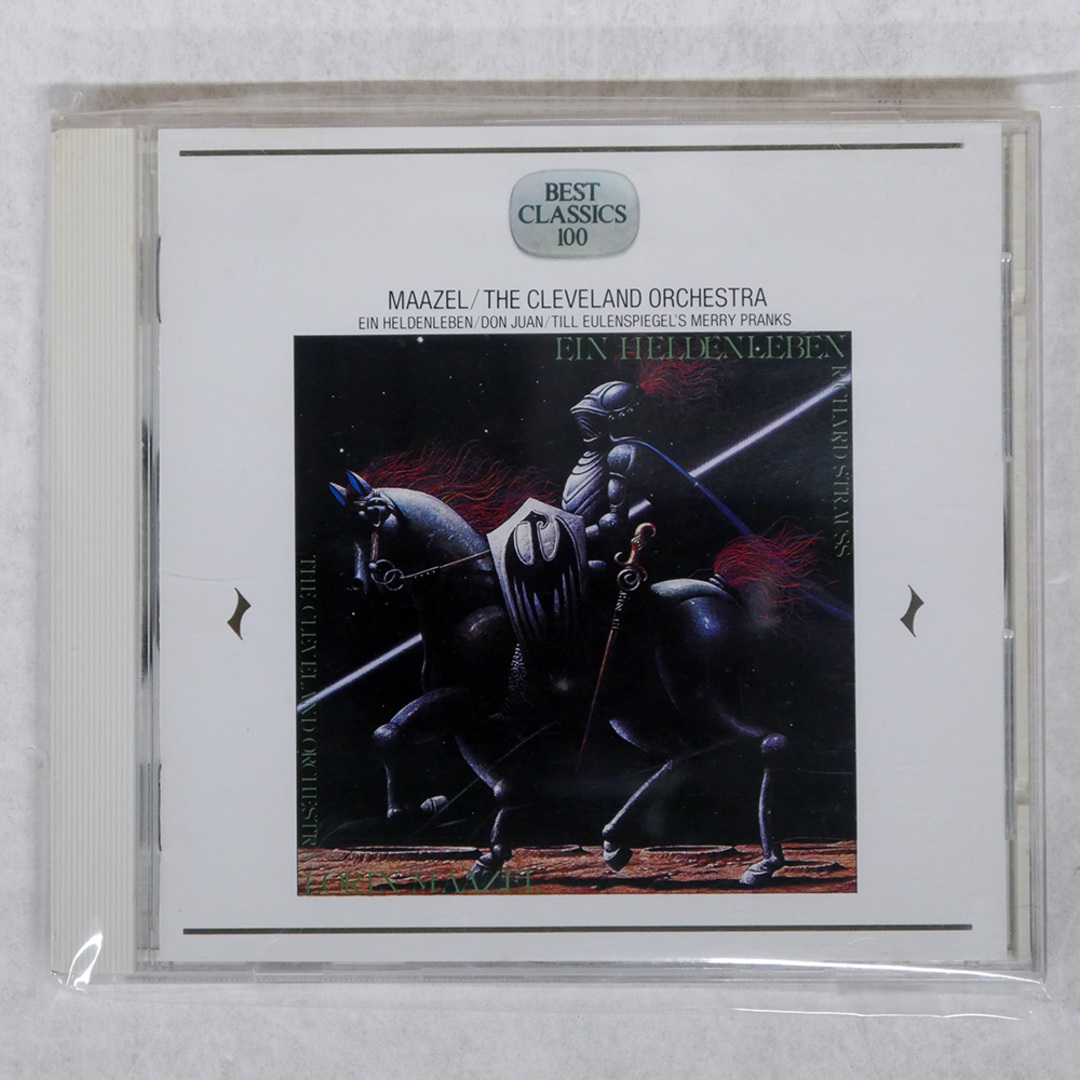 BEST
CLASSICS
100
MAAZEL/THE CLEVELAND ORCHESTRA
EIN HELDENLEBEN/DON JUAN/TILL EULENSPIEGEL'S MERRY PRANKS
EIN HELDENLEBEN
RICHARD STRAUSS
THE CLEVELAND ORCHESTR
LORIN MAAZEL